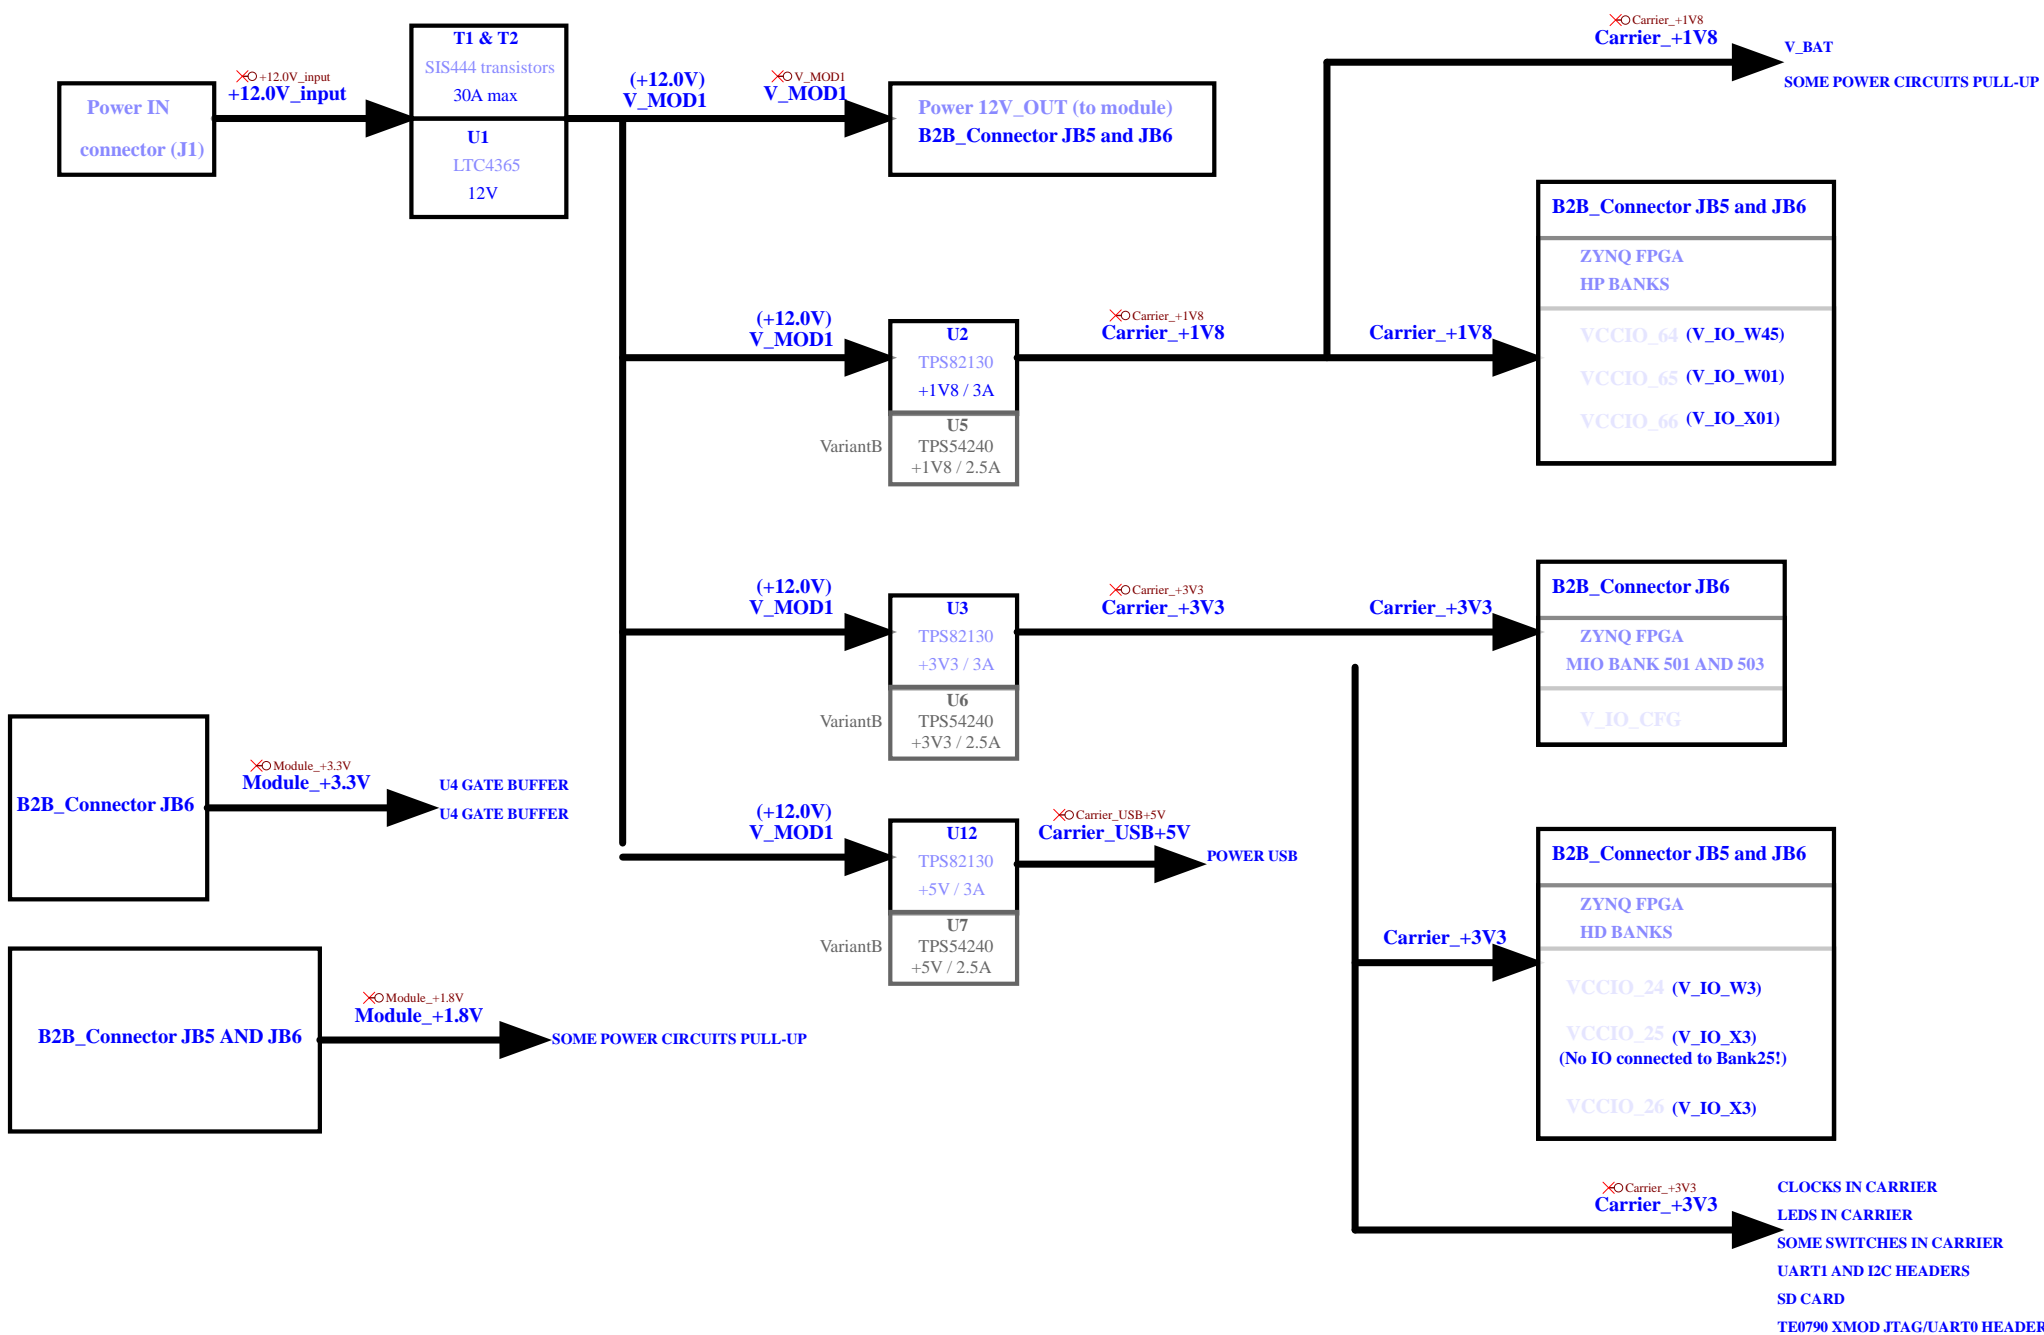 Power IN
connector (J1)
+12.0V_input
+12.0V_input
T1 & T2
SIS444 transistors
30A max
U1
LTC4365
12V
(+12.0V)
V_MOD1
V_MOD1
V_MOD1
Power 12V_OUT (to module)
B2B_Connector JB5 and JB6
Carrier_+1V8
Carrier_+1V8
V_BAT
SOME POWER CIRCUITS PULL-UP
(+12.0V)
V_MOD1
U2
TPS82130
+1V8 / 3A
VariantB
U5
TPS54240
+1V8 / 2.5A
Carrier_+1V8
Carrier_+1V8
Carrier_+1V8
B2B_Connector JB5 and JB6
ZYNQ FPGA
HP BANKS
VCCIO_64 (V_IO_W45)
VCCIO_65 (V_IO_W01)
VCCIO_66 (V_IO_X01)
(+12.0V)
V_MOD1
U3
TPS82130
+3V3 / 3A
VariantB
U6
TPS54240
+3V3 / 2.5A
Carrier_+3V3
Carrier_+3V3
Carrier_+3V3
B2B_Connector JB6
ZYNQ FPGA
MIO BANK 501 AND 503
V_IO_CFG
B2B_Connector JB6
Module_+3.3V
Module_+3.3V
U4 GATE BUFFER
U4 GATE BUFFER
(+12.0V)
V_MOD1
U12
TPS82130
+5V / 3A
VariantB
U7
TPS54240
+5V / 2.5A
Carrier_USB+5V
Carrier_USB+5V
POWER USB
B2B_Connector JB5 and JB6
ZYNQ FPGA
HD BANKS
Carrier_+3V3
VCCIO_24 (V_IO_W3)
VCCIO_25 (V_IO_X3)
(No IO connected to Bank25!)
VCCIO_26 (V_IO_X3)
B2B_Connector JB5 AND JB6
Module_+1.8V
Module_+1.8V
SOME POWER CIRCUITS PULL-UP
Carrier_+3V3
Carrier_+3V3
CLOCKS IN CARRIER
LEDS IN CARRIER
SOME SWITCHES IN CARRIER
UART1 AND I2C HEADERS
SD CARD
TE0790 XMOD JTAG/UART0 HEADER